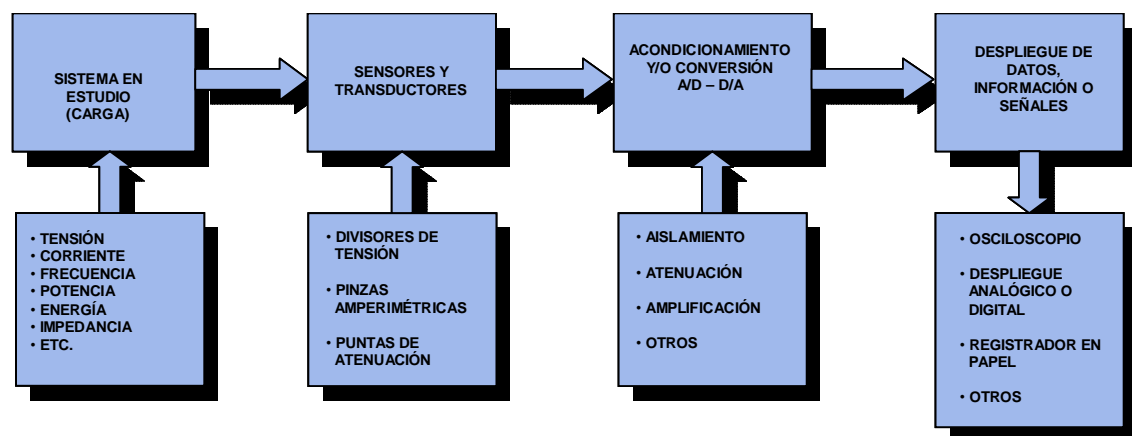 SISTEMA EN
ESTUDIO
(CARGA)
SENSORES Y
TRANSDUCTORES
ACONDICIONAMIENTO
Y/O CONVERSIÓN
A/D – D/A
DESPLIEGUE DE
DATOS,
INFORMACIÓN O
SEÑALES
• TENSIÓN
• CORRIENTE
• FRECUENCIA
• POTENCIA
• ENERGÍA
• IMPEDANCIA
• ETC.
• DIVISORES DE
TENSIÓN
• PINZAS
AMPERIMÉTRICAS
• PUNTAS DE
ATENUACIÓN
• AISLAMIENTO
• ATENUACIÓN
• AMPLIFICACIÓN
• OTROS
• OSCILOSCOPIO
• DESPLIEGUE
ANALÓGICO O
DIGITAL
• REGISTRADOR EN
PAPEL
• OTROS